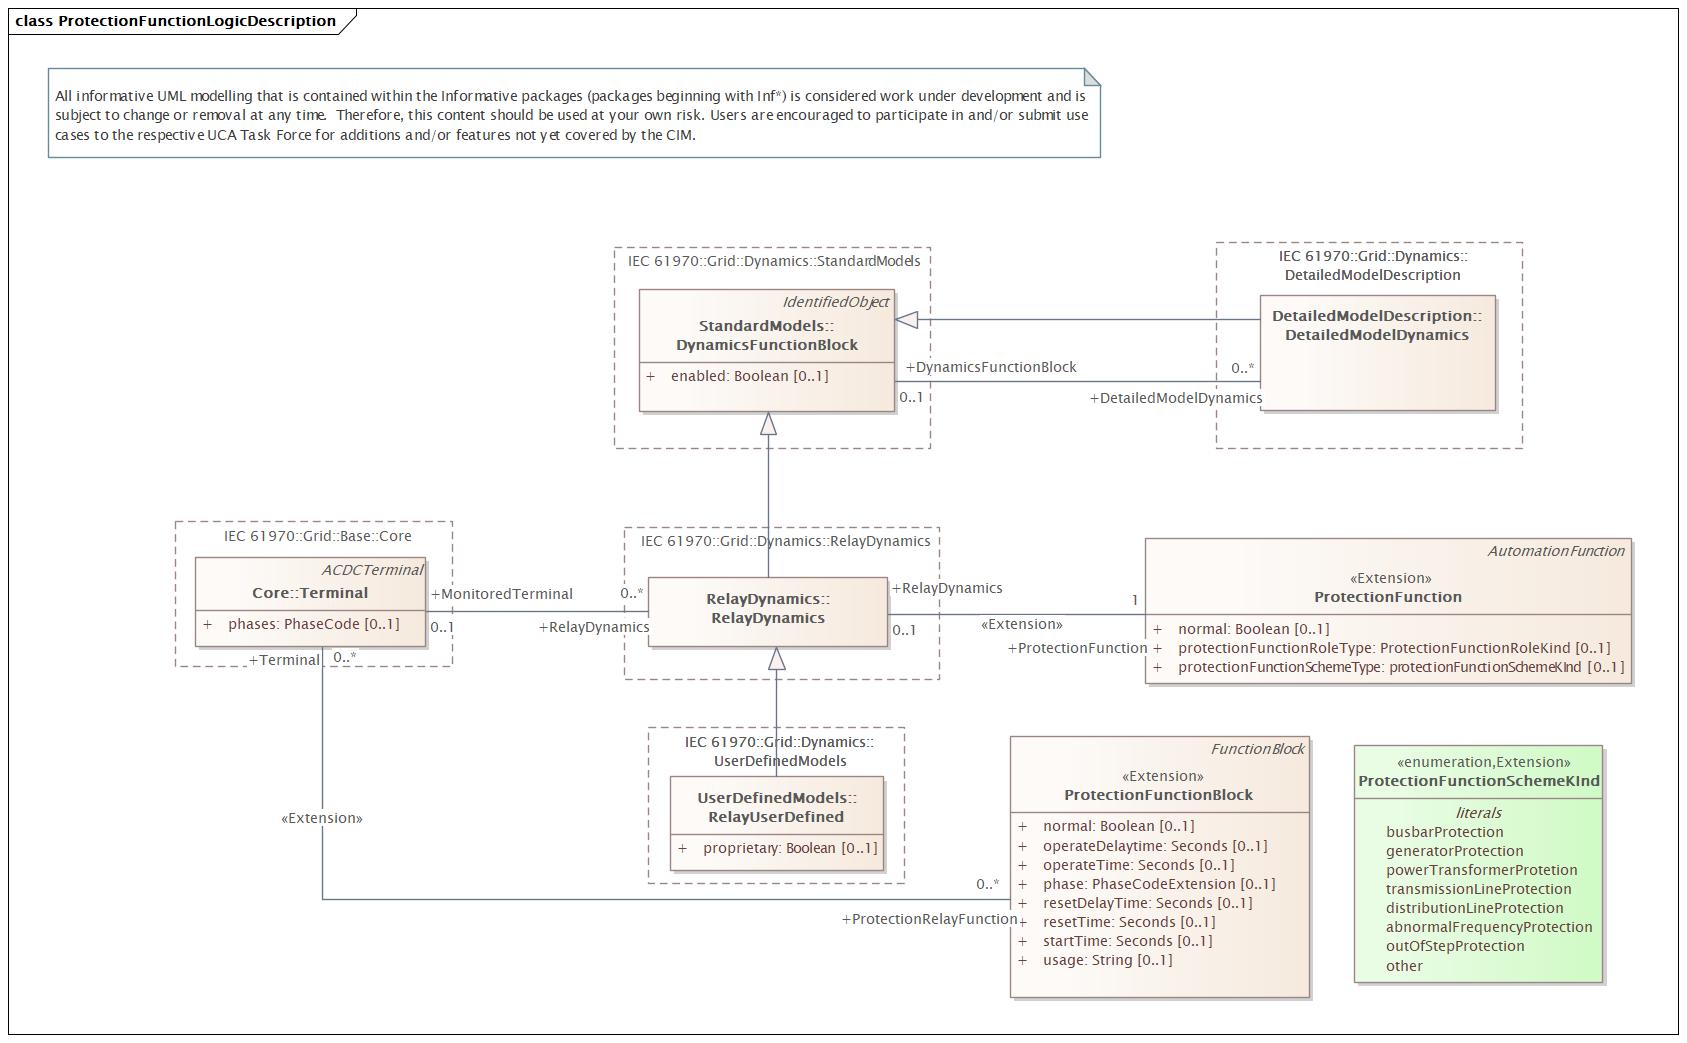 class ProtectionFunctionLogicDescription
All informative UML modelling that is contained within the Informative packages (packages beginning with Inf*) is considered work under development and is
subject to change or removal at any time.  Therefore, this content should be used at your own risk. Users are encouraged to participate in and/or submit use
cases to the respective UCA Task Force for additions and/or features not yet covered by the CIM.
IEC 61970::Grid::Dynamics::StandardModels
IdentifiedObject
StandardModels::
DynamicsFunctionBlock
+ enabled: Boolean [0..1]
IEC 61970::Grid::Dynamics::
DetailedModelDescription
DetailedModelDescription::
DetailedModelDynamics
+DynamicsFunctionBlock
0..1
0..*
+DetailedModelDynamics
IEC 61970::Grid::Base::Core
ACDCTerminal
Core::Terminal
+ phases: PhaseCode [0..1]
+MonitoredTerminal
0..1
0..*
+RelayDynamics
+Terminal
0..*
IEC 61970::Grid::Dynamics::RelayDynamics
RelayDynamics::
RelayDynamics
+RelayDynamics
0..1
«Extension»
1
+ProtectionFunction
AutomationFunction
«Extension»
ProtectionFunction
+ normal: Boolean [0..1]
+ protectionFunctionRoleType: ProtectionFunctionRoleKind [0..1]
+ protectionFunctionSchemeType: protectionFunctionSchemeKInd [0..1]
IEC 61970::Grid::Dynamics::
UserDefinedModels
UserDefinedModels::
RelayUserDefined
+ proprietary: Boolean [0..1]
«Extension»
0..*
+ProtectionRelayFunction
FunctionBlock
«Extension»
ProtectionFunctionBlock
+ normal: Boolean [0..1]
+ operateDelaytime: Seconds [0..1]
+ operateTime: Seconds [0..1]
+ phase: PhaseCodeExtension [0..1]
+ resetDelayTime: Seconds [0..1]
+ resetTime: Seconds [0..1]
+ startTime: Seconds [0..1]
+ usage: String [0..1]
«enumeration,Extension»
ProtectionFunctionSchemeKInd
literals
busbarProtection
generatorProtection
powerTransformerProtetion
transmissionLineProtection
distributionLineProtection
abnormalFrequencyProtection
outOfStepProtection
other